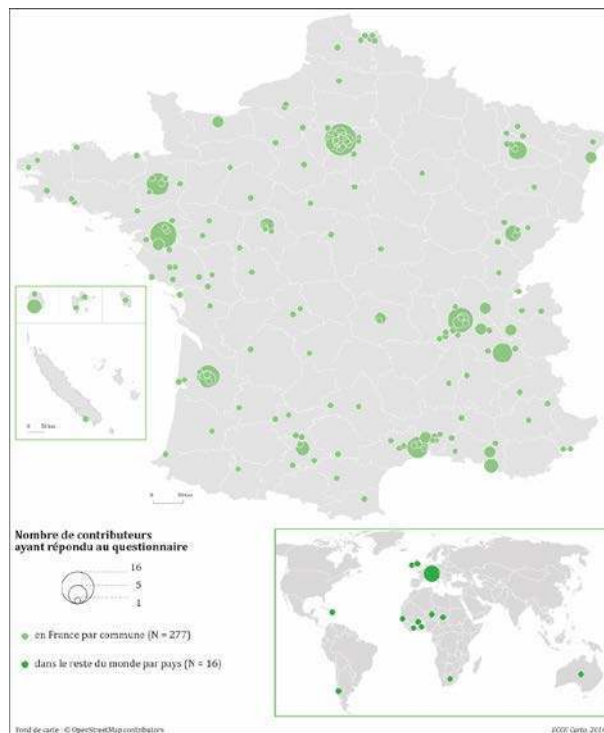 Nombre de contributeurs
ayant répondu au questionnaire
16
5
1
en France par commune (N = 277)
dans le reste du monde par pays (N = 16)
Fond de carte : © OpenStreetMap contributors